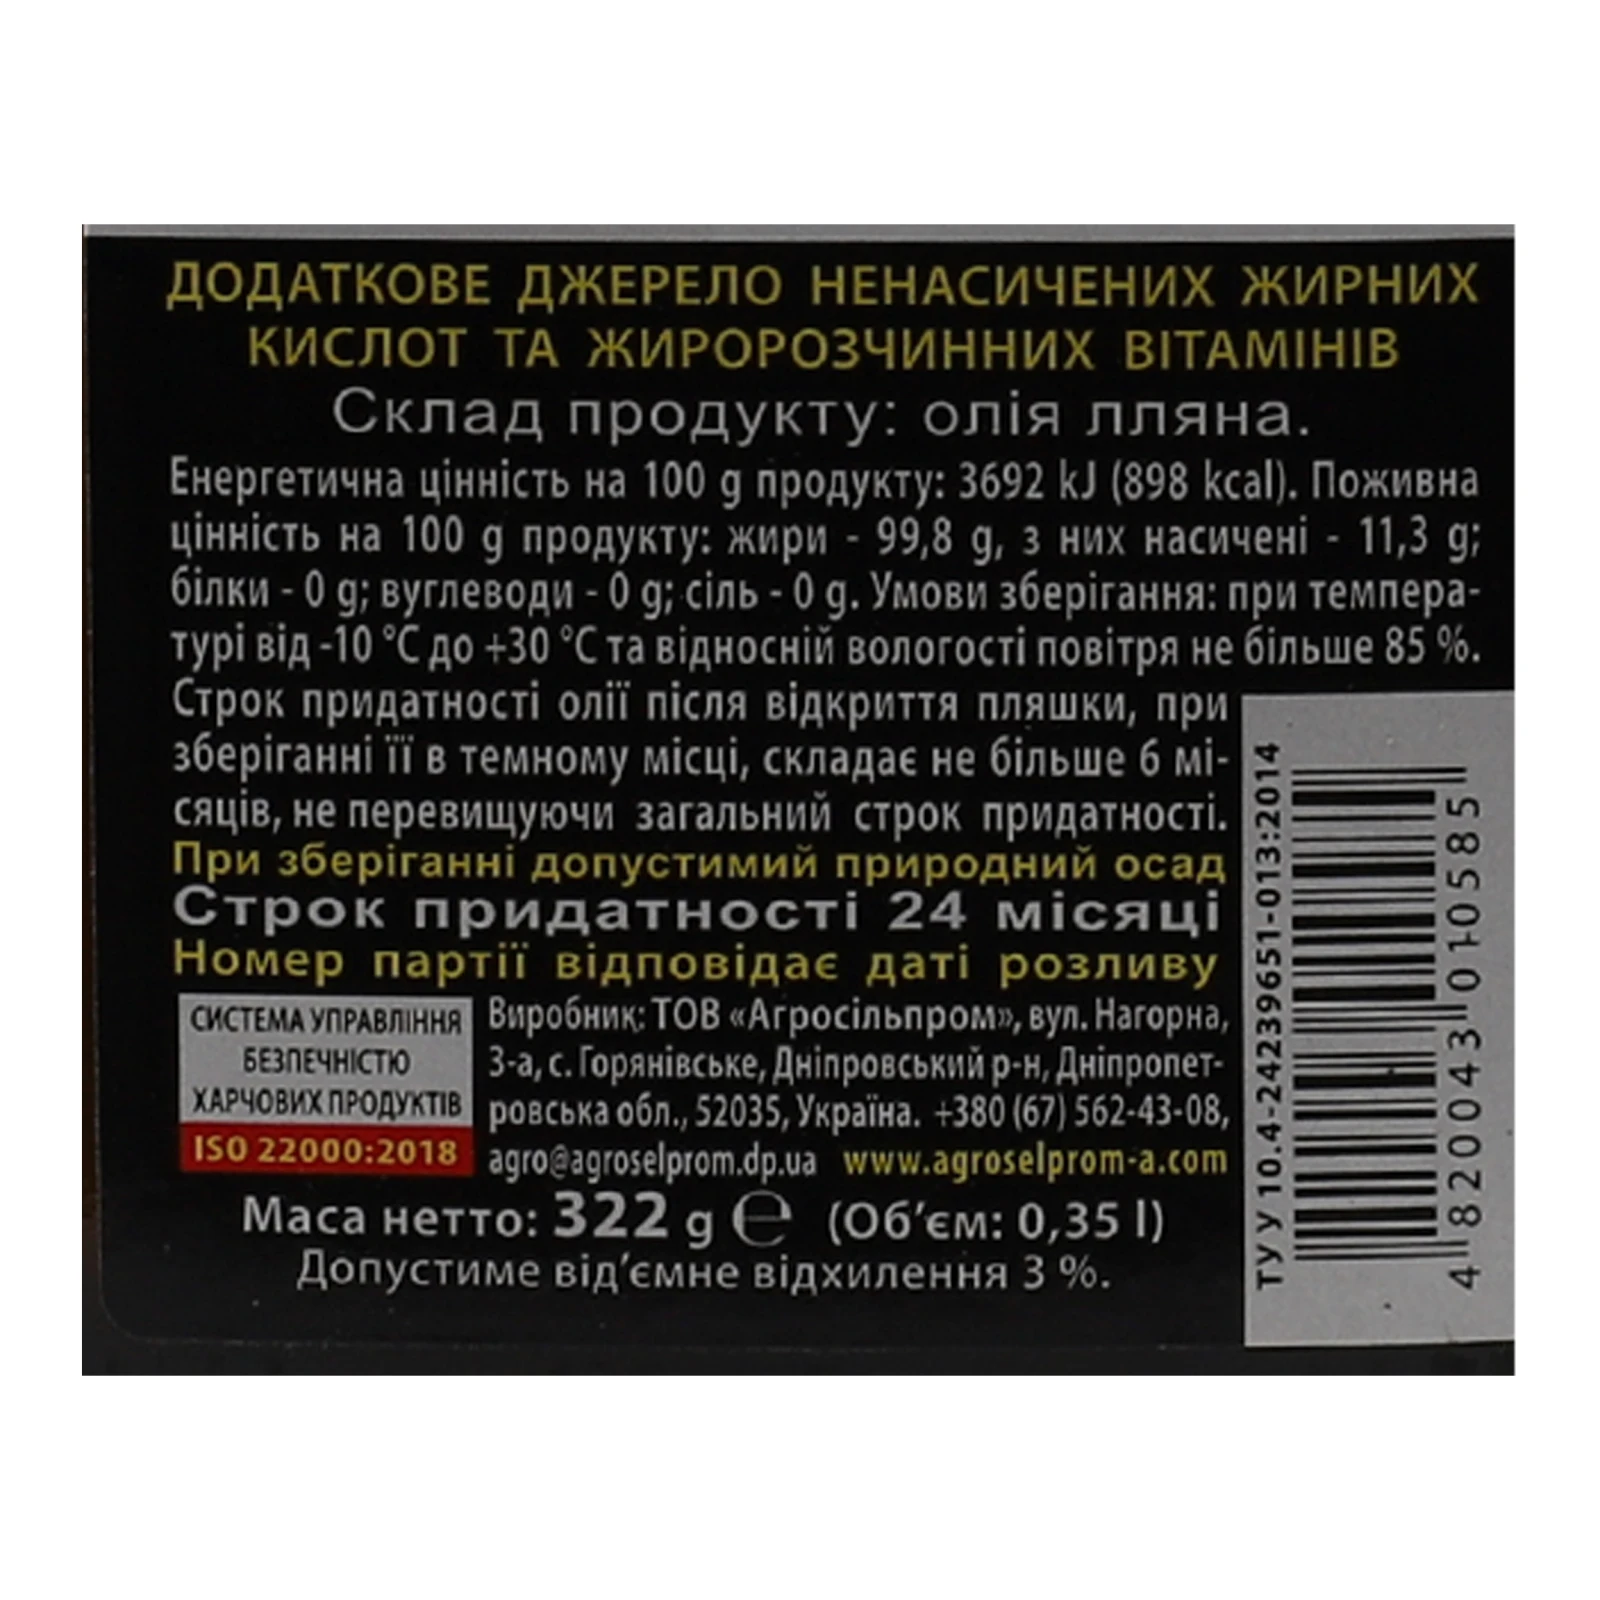 ДОДАТКОВЕ ДЖЕРЕЛО НЕНАСИЧЕНИХ ЖИРНИХ
КИСЛОТ ТА ЖИРОРОЗЧИННИХ ВІТАМІНІВ
Склад продукту: олія лляна.
Енергетична цінність на 100 g продукту: 3692 kJ (898 kcal). Поживна
цінність на 100 g продукту: жири - 99,8 g, з них насичені - 11,3 g;
білки - 0 g; вуглеводи - 0 g; сіль - 0 g. Умови зберігання: при темпера-
турі від -10 °C до +30 °C та відносній вологості повітря не більше 85 %.
Строк придатності олії після відкриття пляшки, при
зберіганні її в темному місці, складає не більше 6 мі-
сяців, не перевищуючи загальний строк придатності.
При зберіганні допустимий природний осад
Строк придатності 24 місяці
Номер партії відповідає даті розливу
СИСТЕМА УПРАВЛІННЯ
БЕЗПЕЧНІСТЮ
ХАРЧОВИХ ПРОДУКТІВ
ISO 22000:2018
Виробник: ТОВ «Агросільпром», вул. Нагорна,
3-а, с. Горянівське, Дніпровський р-н, Дніпропет-
ровська обл., 52035, Україна. +380 (67) 562-43-08,
agro@agroselprom.dp.ua www.agroselprom-a.com
Маса нетто: 322 g ℮ (Об'єм: 0,35 l)
Допустиме від'ємне відхилення 3 %.
ТУ У 10.4-24239651-013:2014
4 820043 010585